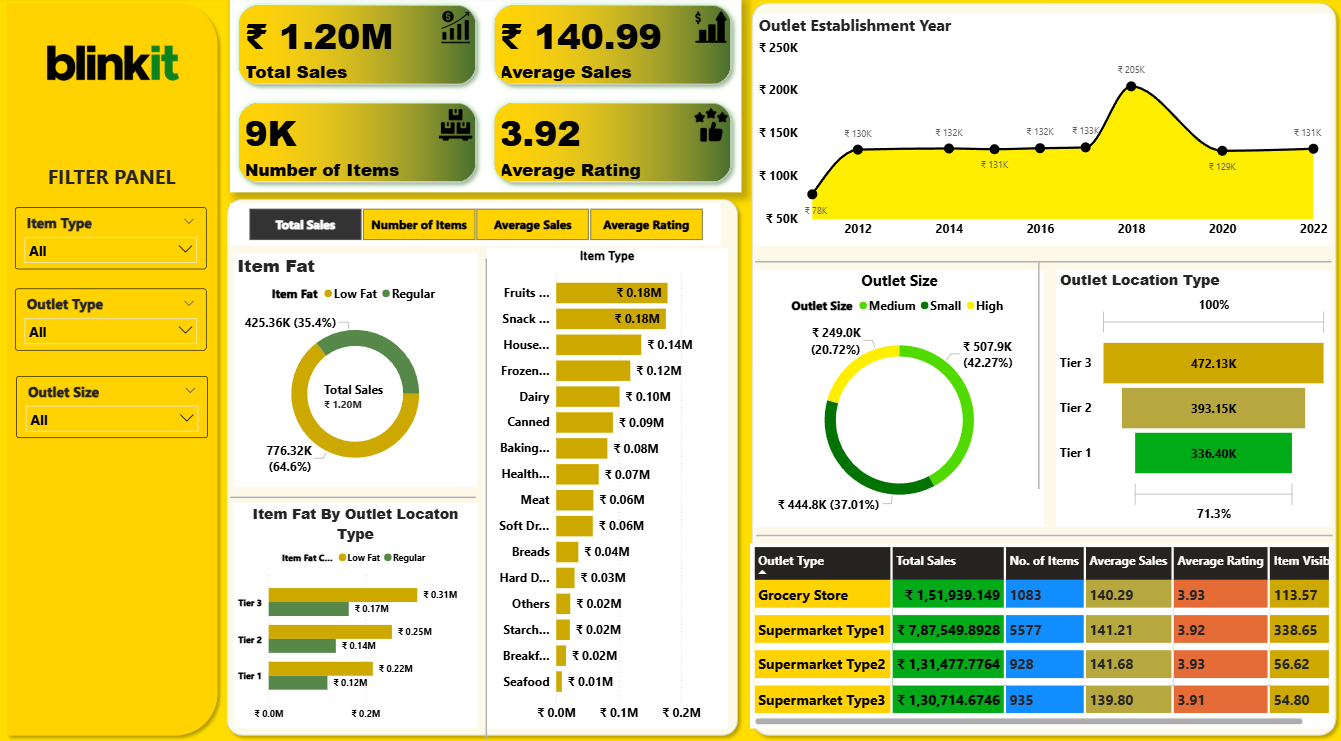 blinkit
FILTER PANEL
Item Type
All
Outlet Type
All
Outlet Size
All
₹ 1.20M
Total Sales
₹ 140.99
Average Sales
9K
Number of Items
3.92
Average Rating
Total Sales
Number of Items
Average Sales
Average Rating
Item Fat
Item Fat Low Fat Regular
425.36K (35.4%)
Total Sales
₹ 1.20M
776.32K
(64.6%)
Item Fat By Outlet Locaton
Type
Item Fat C... Low Fat Regular
Tier 3
₹ 0.31M
₹ 0.17M
Tier 2
₹ 0.25M
₹ 0.14M
Tier 1
₹ 0.22M
₹ 0.12M
₹ 0.0M ₹ 0.2M
Item Type
Fruits ... ₹ 0.18M
Snack ... ₹ 0.18M
House... ₹ 0.14M
Frozen... ₹ 0.12M
Dairy ₹ 0.10M
Canned ₹ 0.09M
Baking... ₹ 0.08M
Health... ₹ 0.07M
Meat ₹ 0.06M
Soft Dr... ₹ 0.06M
Breads ₹ 0.04M
Hard D... ₹ 0.03M
Others ₹ 0.02M
Starch... ₹ 0.02M
Breakf... ₹ 0.02M
Seafood ₹ 0.01M
₹ 0.0M ₹ 0.1M ₹ 0.2M
Outlet Establishment Year
₹ 250K
₹ 200K
₹ 150K
₹ 100K
₹ 50K
₹ 78K
₹ 130K
₹ 132K
₹ 131K
₹ 132K
₹ 133K
₹ 205K
₹ 129K
₹ 131K
2012 2014 2016 2018 2020 2022
Outlet Size
Outlet Size Medium Small High
₹ 249.0K
(20.72%)
₹ 507.9K
(42.27%)
₹ 444.8K (37.01%)
Outlet Location Type
100%
Tier 3 472.13K
Tier 2 393.15K
Tier 1 336.40K
71.3%
Outlet Type Total Sales No. of Items Average Sales Average Rating Item Visib
Grocery Store ₹ 1,51,939.149 1083 140.29 3.93 113.57
Supermarket Type1 ₹ 7,87,549.8928 5577 141.21 3.92 338.65
Supermarket Type2 ₹ 1,31,477.7764 928 141.68 3.93 56.62
Supermarket Type3 ₹ 1,30,714.6746 935 139.80 3.91 54.80